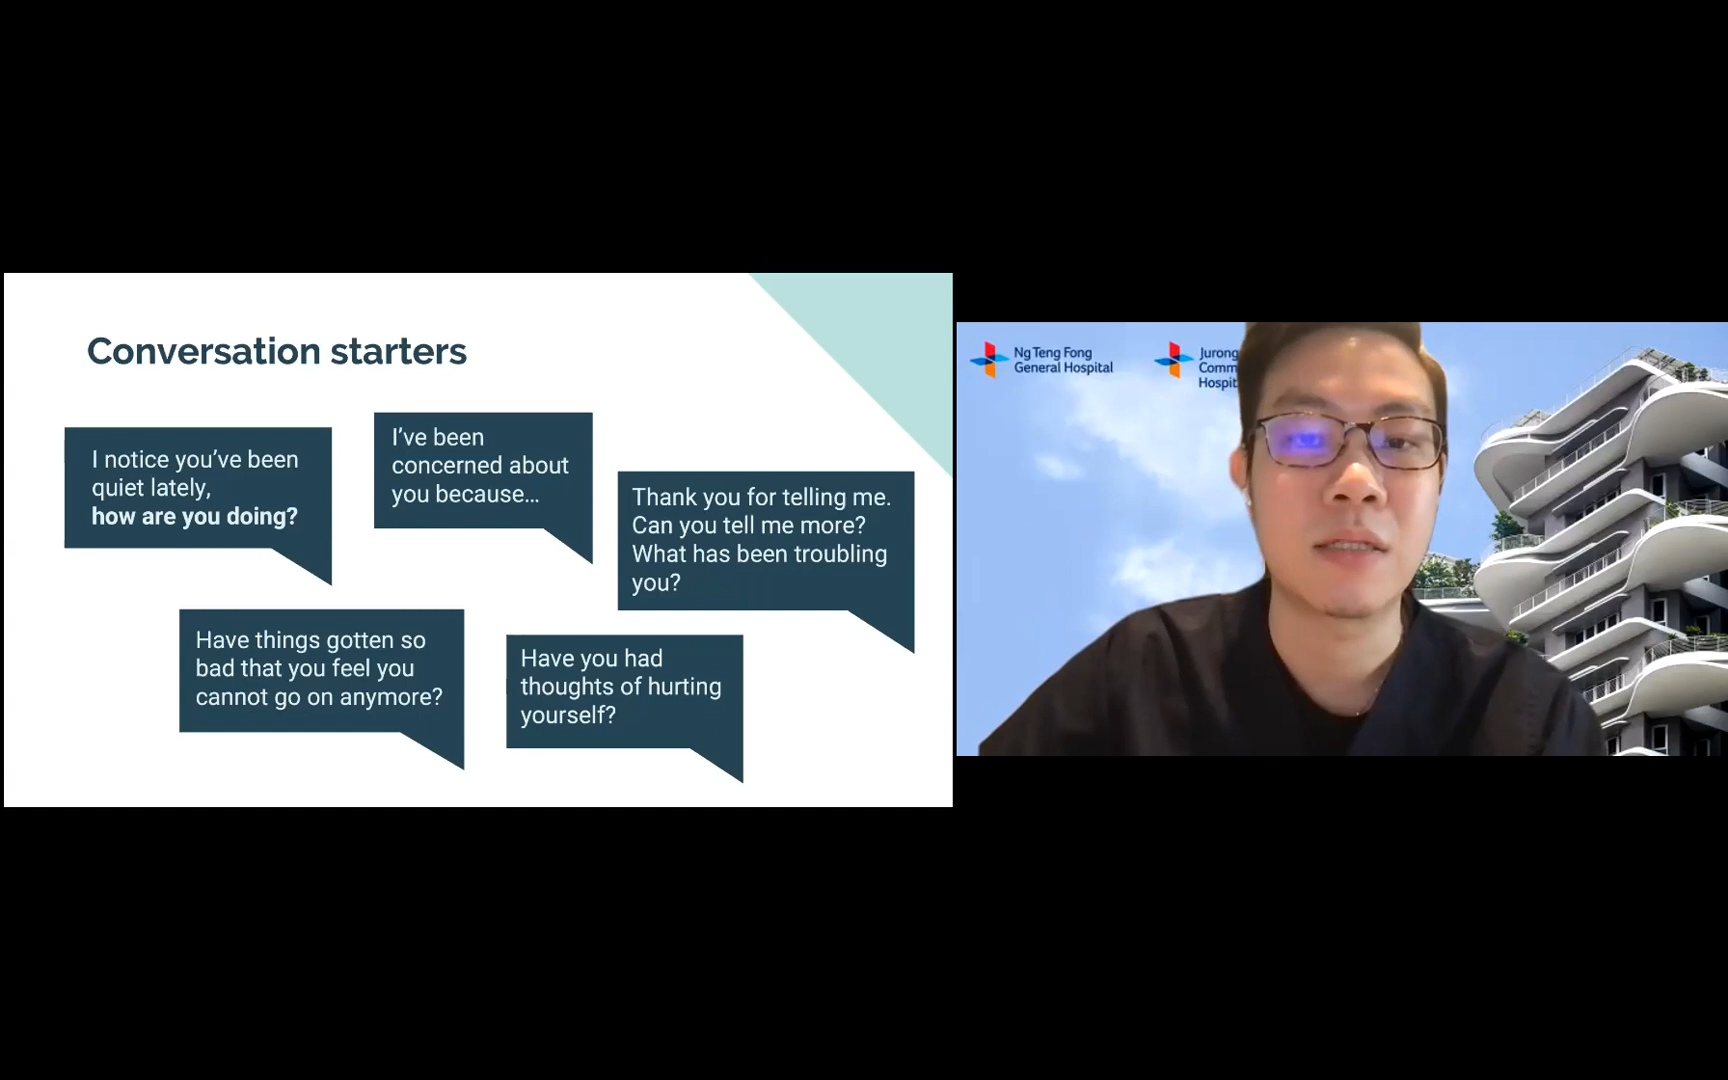 Conversation starters
I notice you’ve been
quiet lately,
how are you doing?
I’ve been
concerned about
you because…
Thank you for telling me.
Can you tell me more?
What has been troubling
you?
Have things gotten so
bad that you feel you
cannot go on anymore?
Have you had
thoughts of hurting
yourself?
Ng Teng Fong
General Hospital
Jurong
Comm
Hospit